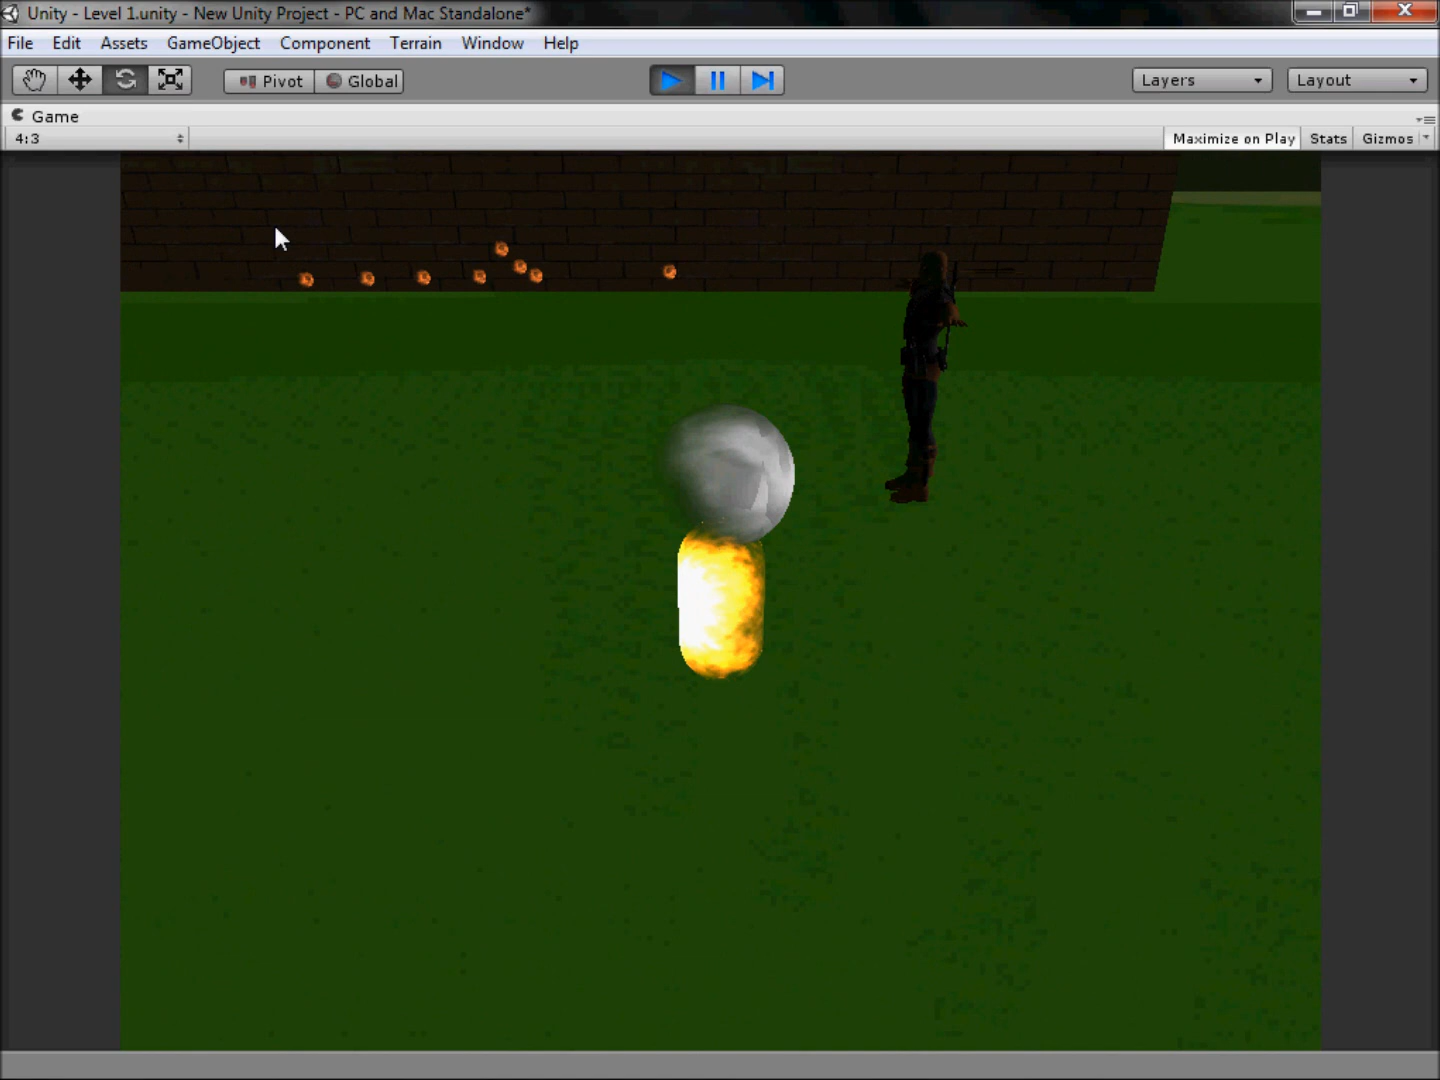 Unity - Level 1.unity - New Unity Project - PC and Mac Standalone*
File Edit Assets GameObject Component Terrain Window Help
Pivot Global Layers Layout
Game
4:3 Maximize on Play Stats Gizmos